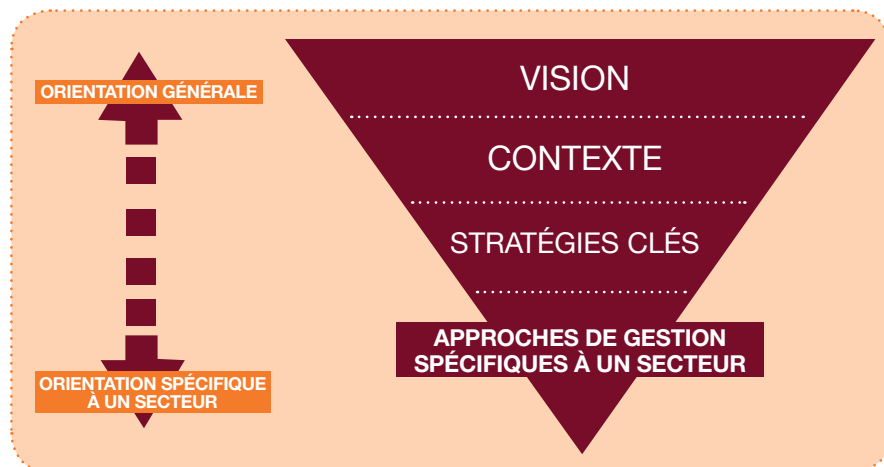 ORIENTATION GÉNÉRALE
ORIENTATION SPÉCIFIQUE
À UN SECTEUR
VISION
CONTEXTE
STRATÉGIES CLÉS
APPROCHES DE GESTION
SPÉCIFIQUES À UN SECTEUR